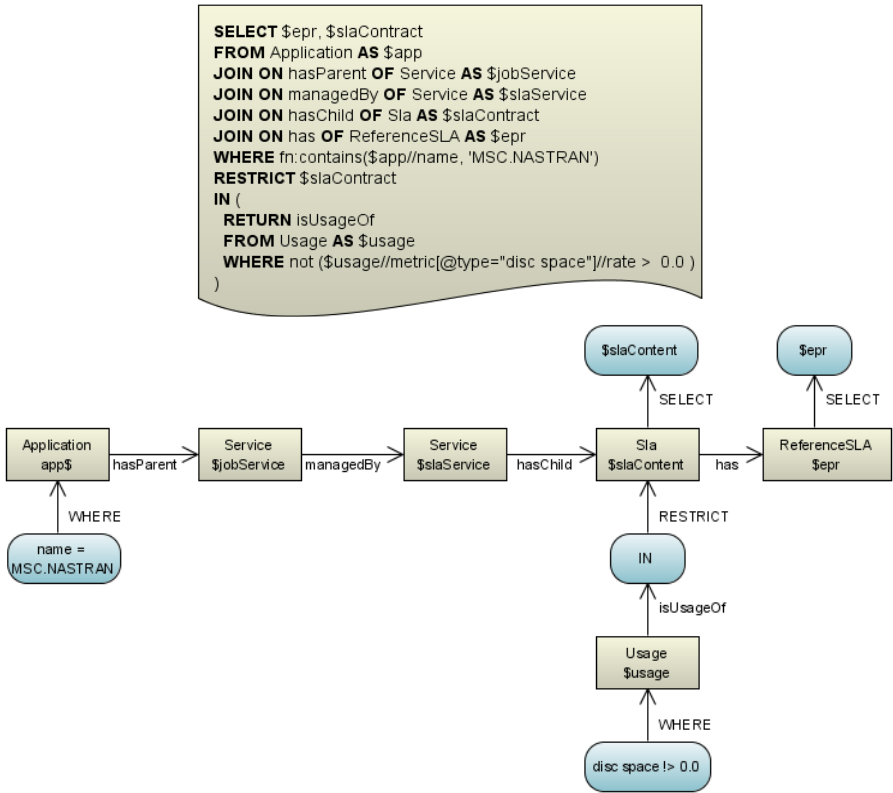 SELECT $epr, $slaContract
FROM Application AS $app
JOIN ON hasParent OF Service AS $jobService
JOIN ON managedBy OF Service AS $slaService
JOIN ON hasChild OF Sla AS $slaContract
JOIN ON has OF ReferenceSLA AS $epr
WHERE fn:contains($app//name, 'MSC.NASTRAN')
RESTRICT $slaContract
IN (
RETURN isUsageOf
FROM Usage AS $usage
WHERE not ($usage//metric[@type="disc space"]//rate > 0.0 )
)
$slaContent
$epr
SELECT
SELECT
Application
app$
hasParent
Service
$jobService
managedBy
Service
$slaService
hasChild
Sla
$slaContent
has
ReferenceSLA
$epr
WHERE
RESTRICT
name =
MSC.NASTRAN
IN
isUsageOf
Usage
$usage
WHERE
disc space !> 0.0